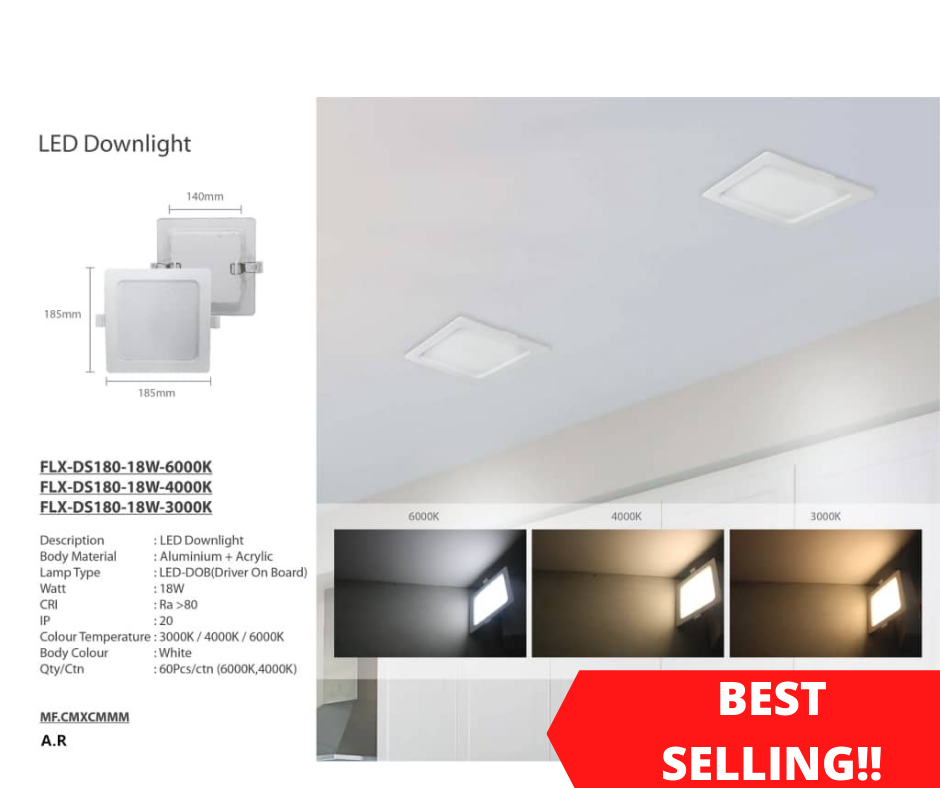 LED Downlight
140mm
185mm
185mm
FLX-DS180-18W-6000K
FLX-DS180-18W-4000K
FLX-DS180-18W-3000K
Description : LED Downlight
Body Material : Aluminium + Acrylic
Lamp Type : LED-DOB(Driver On Board)
Watt : 18W
CRI : Ra >80
IP : 20
Colour Temperature : 3000K / 4000K / 6000K
Body Colour : White
Qty/Ctn : 60Pcs/ctn (6000K,4000K)
MF.CMXCMMM
A.R
6000K 4000K 3000K
BEST
SELLING!!